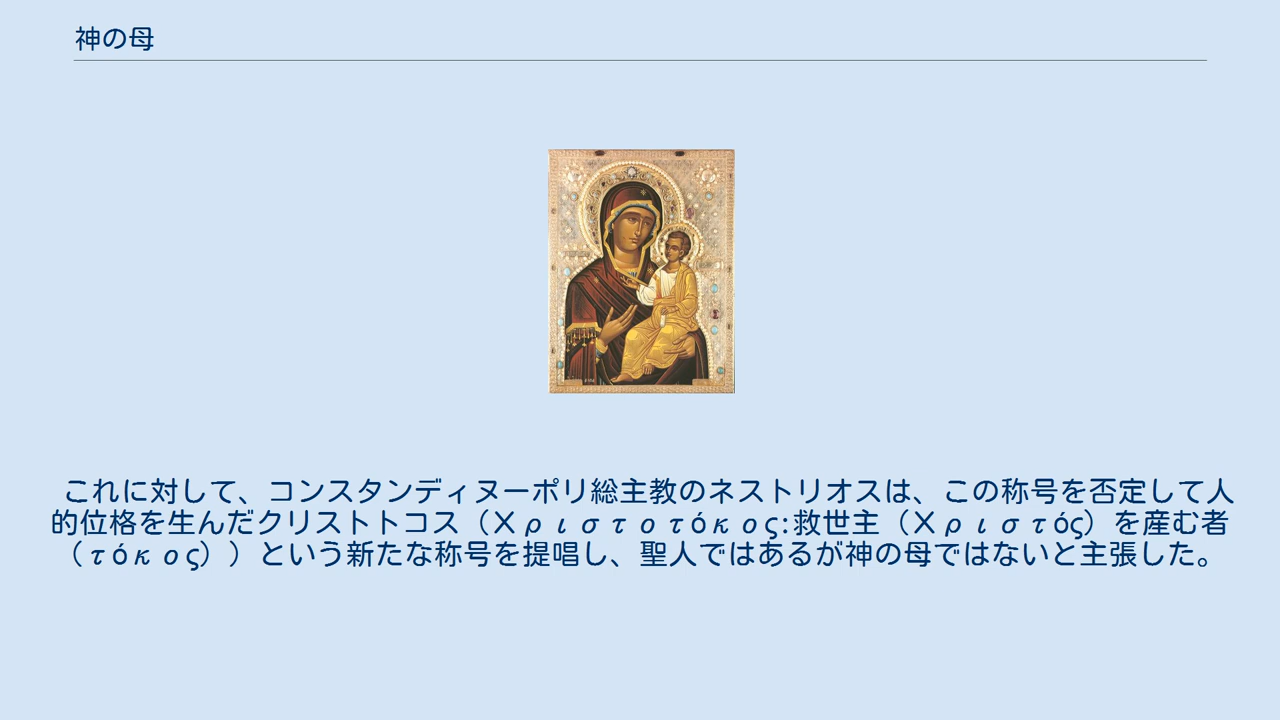 神の母
これに対して、コンスタンディヌーポリ総主教のネストリオスは、この称号を否定して人
的位格を生んだクリストトコス（Χριστοτόκος:救世主（Χριστός）を産む者
（τόκος））という新たな称号を提唱し、聖人ではあるが神の母ではないと主張した。